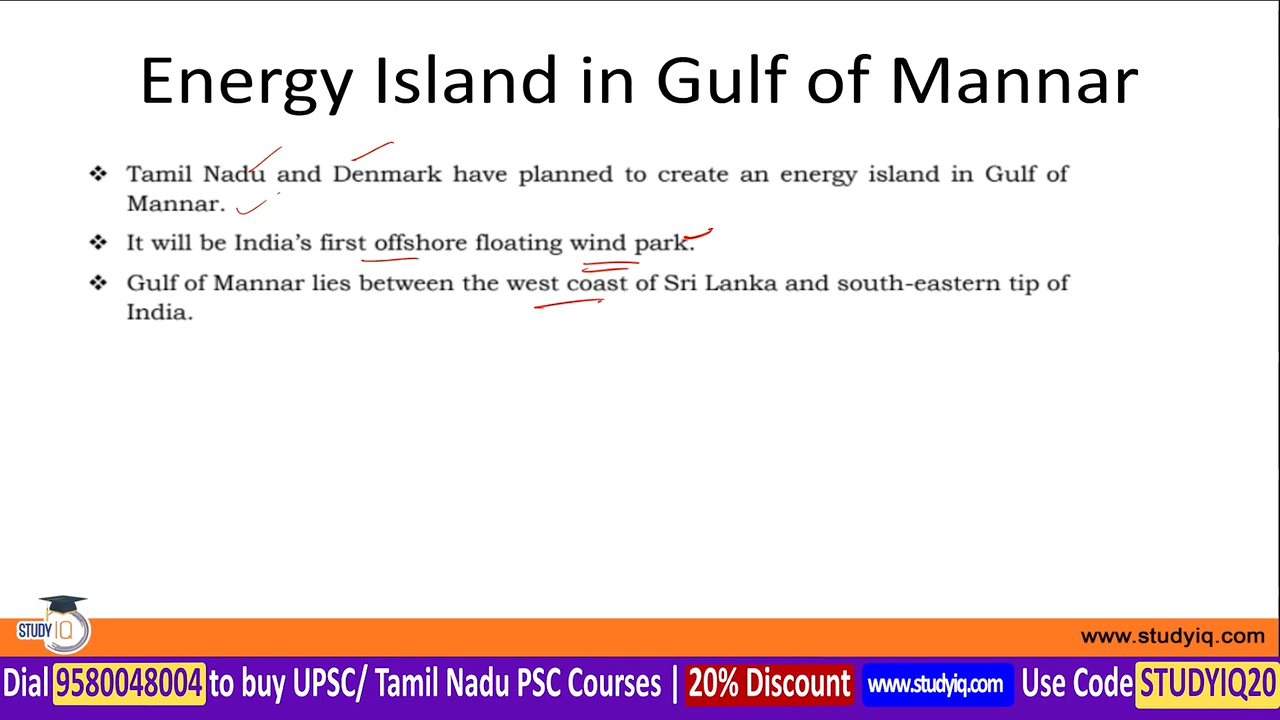 Energy Island in Gulf of Mannar
❖ Tamil Nadu and Denmark have planned to create an energy island in Gulf of
Mannar.
❖ It will be India's first offshore floating wind park.
❖ Gulf of Mannar lies between the west coast of Sri Lanka and south-eastern tip of
India.
STUDY IQ
www.studyiq.com
Dial 9580048004 to buy UPSC/ Tamil Nadu PSC Courses | 20% Discount www.studyiq.com Use Code STUDYIQ20